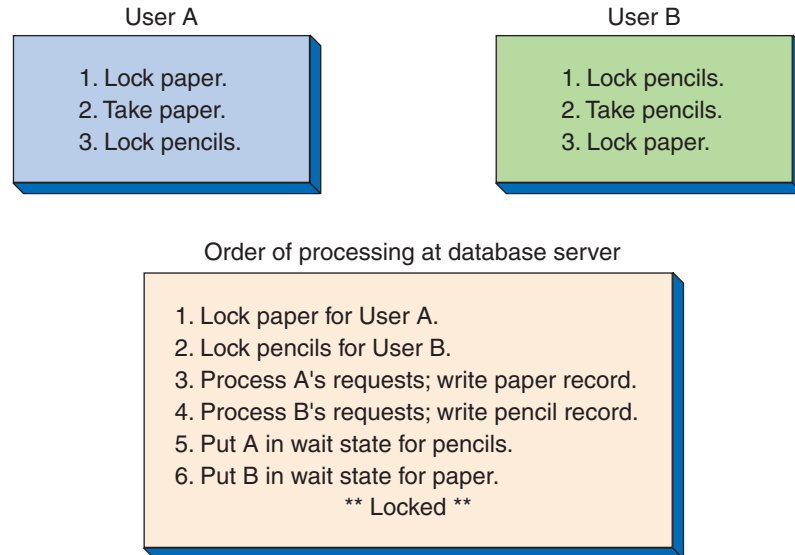 User A
1. Lock paper.
2. Take paper.
3. Lock pencils.
User B
1. Lock pencils.
2. Take pencils.
3. Lock paper.
Order of processing at database server
1. Lock paper for User A.
2. Lock pencils for User B.
3. Process A's requests; write paper record.
4. Process B's requests; write pencil record.
5. Put A in wait state for pencils.
6. Put B in wait state for paper.
** Locked **